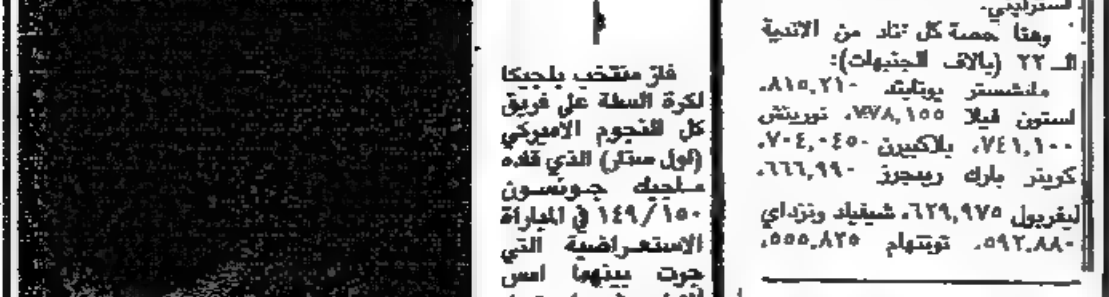 فاز منتخب بلجيكا
لكرة السلة على فريق
كل النجوم الاميركي
(اول ستار) الذي قاده
ماجيك جونسون
١٤٩/١٥٠ في المباراة
الاستعراضية التي
جرت بينهما امس
استرليني.
وهنا حصة كل ناد من الاندية
الـ ٢٢ (بالاف الجنيهات):
مانشستر يونايتد ٨١٥,٢١٠،
استون فيلا ٧٧٨,١٥٥، نوريتش
٧٤١,١٠٠، بلاكبيرن ٧٠٤,٠٤٥٠،
كوينز بارك رينجرز ٦٦٦,٩٩٠،
ليفربول ٦٢٩,٩٧٥، شيفيلد ونزداي
٥٩٢,٨٨٠، توتنهام ٥٥٥,٨٢٥،